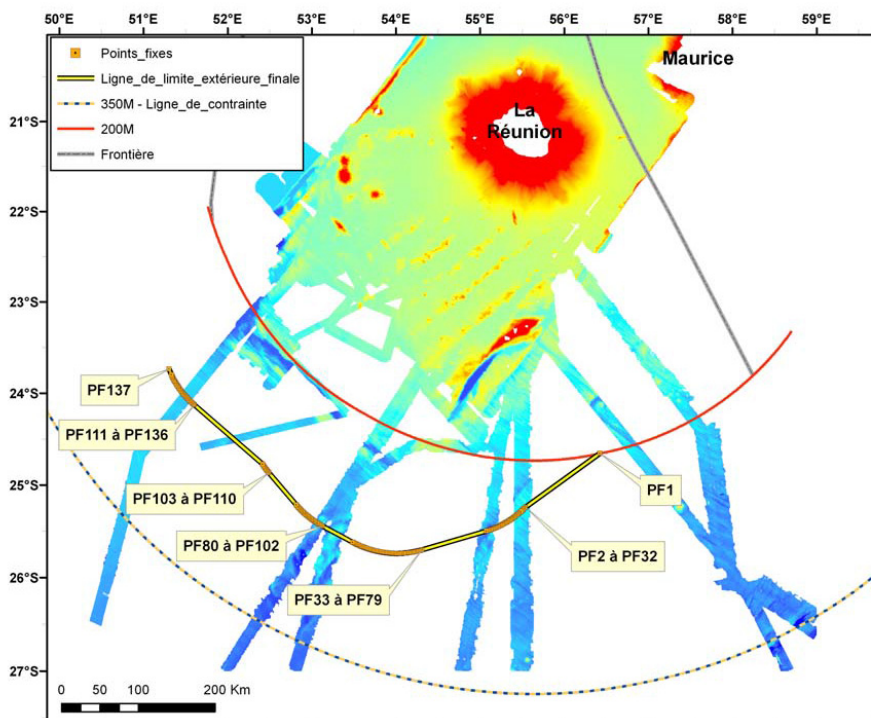 50°E 51°E 52°E 53°E 54°E 55°E 56°E 57°E 58°E 59°E
Points_fixes
Ligne_de_limite_extérieure_finale
350M - Ligne_de_contrainte
200M
Frontière
Maurice
La
Réunion
21°S
22°S
23°S
24°S
25°S
26°S
27°S
PF137
PF111 à PF136
PF103 à PF110
PF80 à PF102
PF33 à PF79
PF2 à PF32
PF1
0 50 100 200 Km